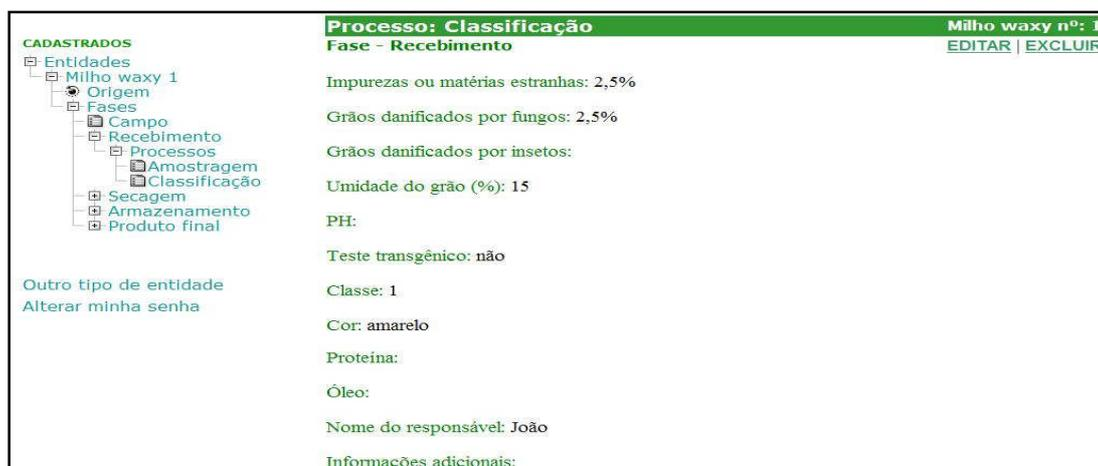 CADASTRADOS
Entidades
Milho waxy 1
Origem
Fases
Campo
Recebimento
Processos
Amostragem
Classificação
Secagem
Armazenamento
Produto final
Outro tipo de entidade
Alterar minha senha
Processo: Classificação Milho waxy nº: 1
Fase - Recebimento EDITAR | EXCLUIR
Impurezas ou matérias estranhas: 2,5%
Grãos danificados por fungos: 2,5%
Grãos danificados por insetos:
Umidade do grão (%): 15
PH:
Teste transgênico: não
Classe: 1
Cor: amarelo
Proteína:
Óleo:
Nome do responsável: João
Informações adicionais: